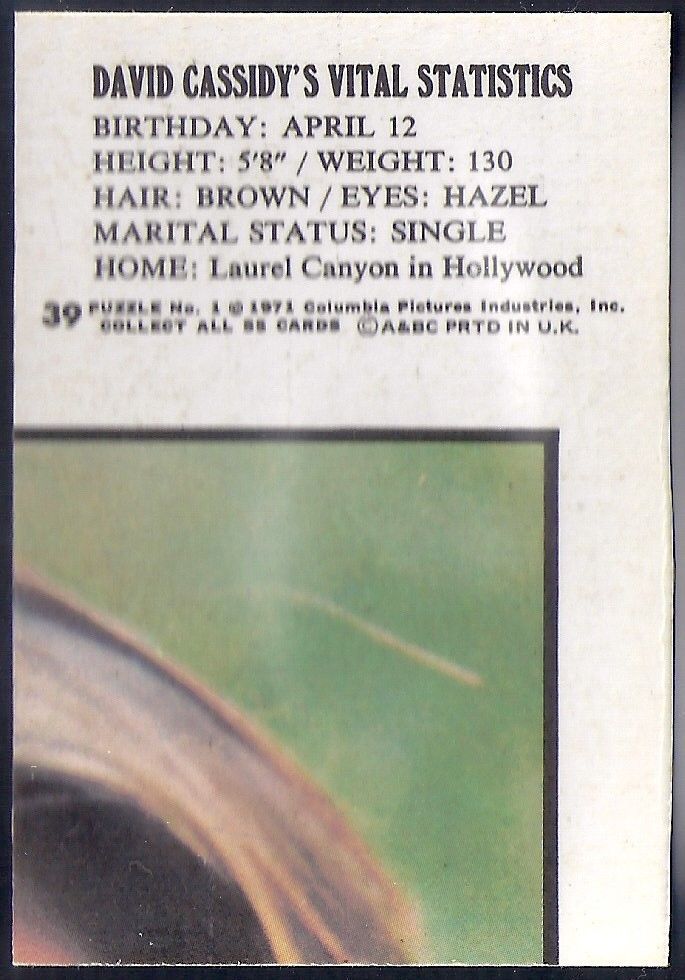 DAVID CASSIDY'S VITAL STATISTICS
BIRTHDAY: APRIL 12
HEIGHT: 5'8" / WEIGHT: 130
HAIR: BROWN / EYES: HAZEL
MARITAL STATUS: SINGLE
HOME: Laurel Canyon in Hollywood
39 PUZZLE No. 1 © 1971 Columbia Pictures Industries, Inc.
COLLECT ALL 55 CARDS ©A&BC PRTD IN U.K.